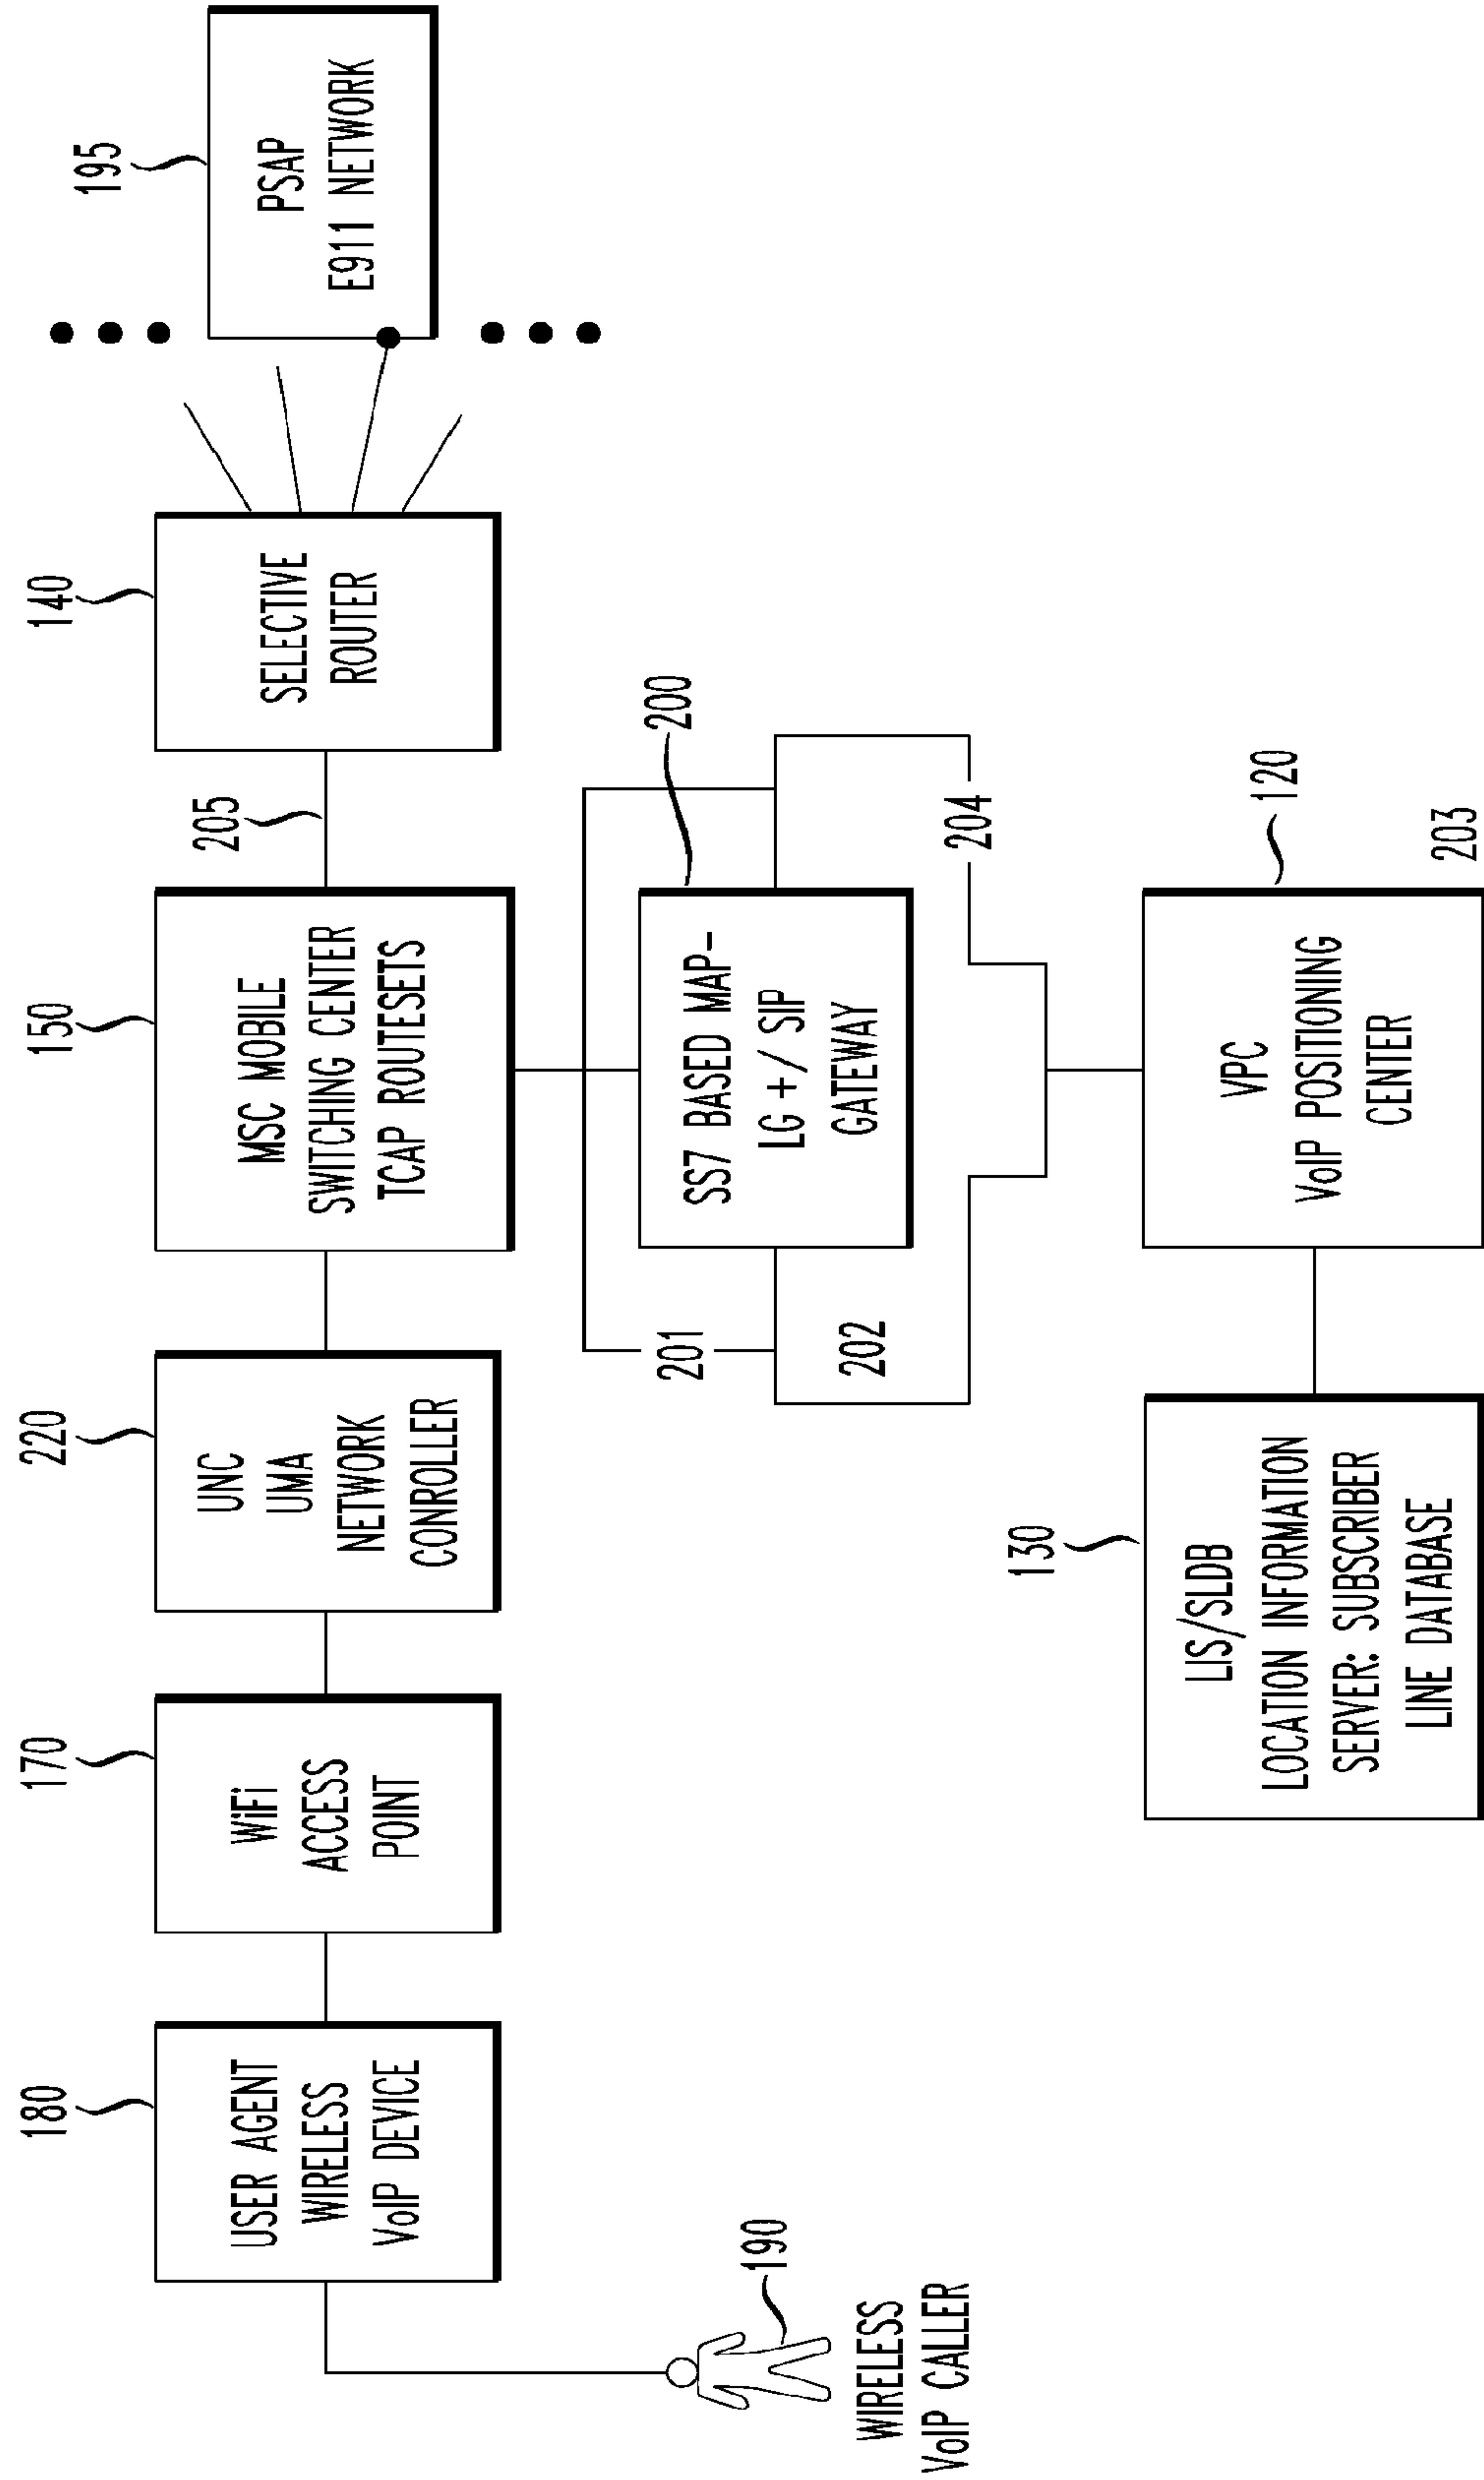 180
USER AGENT
WIRELESS
VoIP DEVICE
170
WiFi
ACCESS
POINT
220
UNC
UMA
NETWORK
CONROLLER
150
MSC MOBILE
SWITCHING CENTER
TCAP ROUTESETS
205
140
SELECTIVE
ROUTER
195
PSAP
E911 NETWORK
190
WIRELESS
VoIP CALLER
201
202
200
SS7 BASED MAP-
LG +/ SIP
GATEWAY
204
130
LIS/SLDB
LOCATION INFORMATION
SERVER: SUBSCRIBER
LINE DATABASE
120
VPC
VoIP POSITIONING
CENTER
203